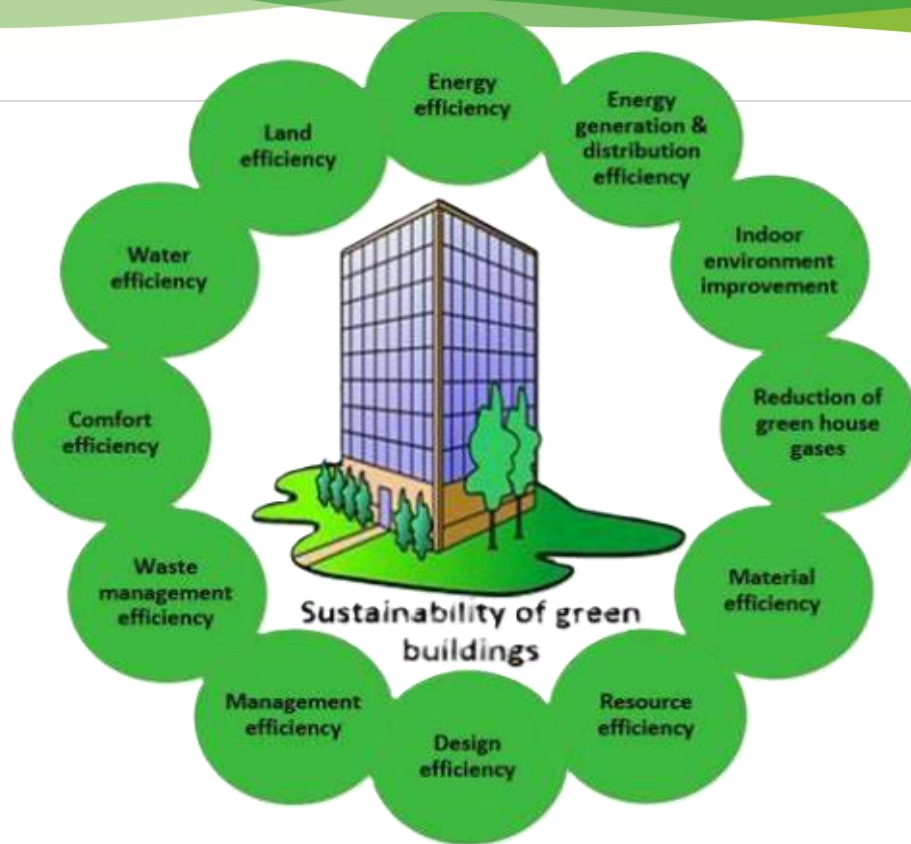 Energy
efficiency
Energy
generation &
distribution
efficiency
Indoor
environment
improvement
Reduction of
green house
gases
Material
efficiency
Resource
efficiency
Design
efficiency
Management
efficiency
Waste
management
efficiency
Comfort
efficiency
Water
efficiency
Land
efficiency
Sustainability of green
buildings